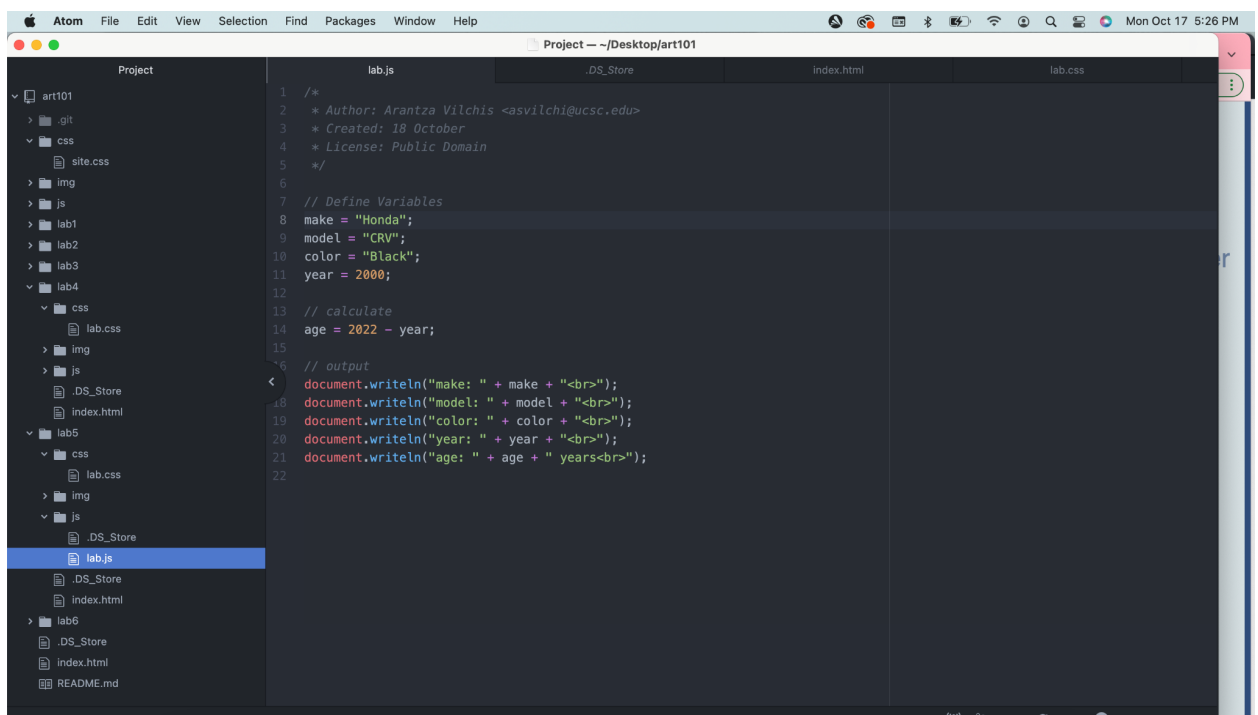 Atom File Edit View Selection Find Packages Window Help Mon Oct 17 5:26 PM
Project — ~/Desktop/art101
Project
lab.js .DS_Store index.html lab.css
art101
.git
css
site.css
img
js
lab1
lab2
lab3
lab4
css
lab.css
img
js
.DS_Store
index.html
lab5
css
lab.css
img
js
.DS_Store
lab.js
.DS_Store
index.html
lab6
.DS_Store
index.html
README.md
1 /*
2 * Author: Arantza Vilchis <asvilchi@ucsc.edu>
3 * Created: 18 October
4 * License: Public Domain
5 */
6
7 // Define Variables
8 make = "Honda";
9 model = "CRV";
10 color = "Black";
11 year = 2000;
12
13 // calculate
14 age = 2022 - year;
15
16 // output
document.writeln("make: " + make + "<br>");
18 document.writeln("model: " + model + "<br>");
19 document.writeln("color: " + color + "<br>");
20 document.writeln("year: " + year + "<br>");
21 document.writeln("age: " + age + " years<br>");
22
er